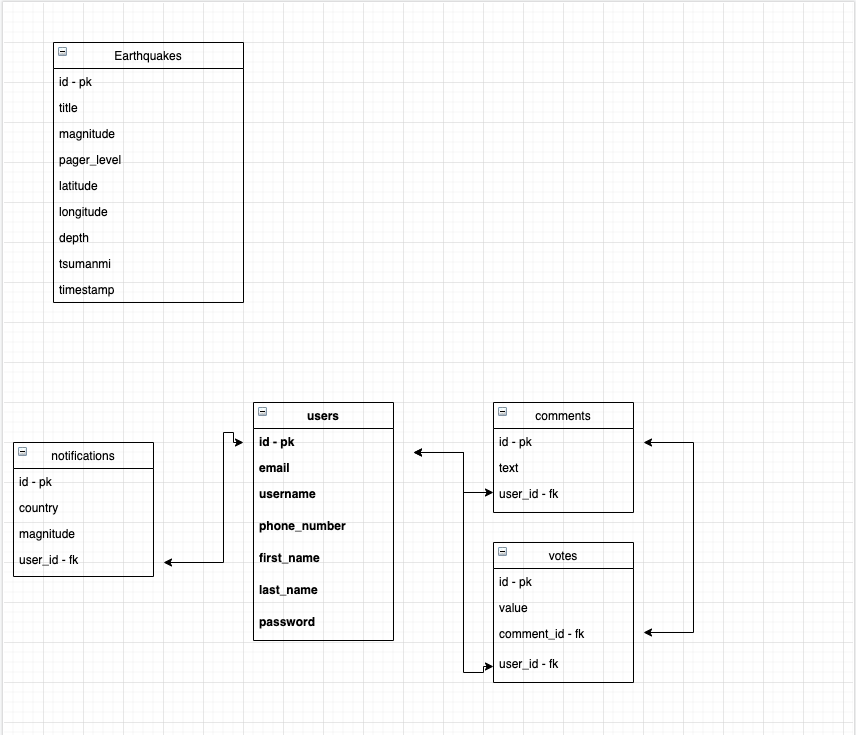 Earthquakes
id - pk
title
magnitude
pager_level
latitude
longitude
depth
tsumanmi
timestamp
notifications
id - pk
country
magnitude
user_id - fk
users
id - pk
email
username
phone_number
first_name
last_name
password
comments
id - pk
text
user_id - fk
votes
id - pk
value
comment_id - fk
user_id - fk